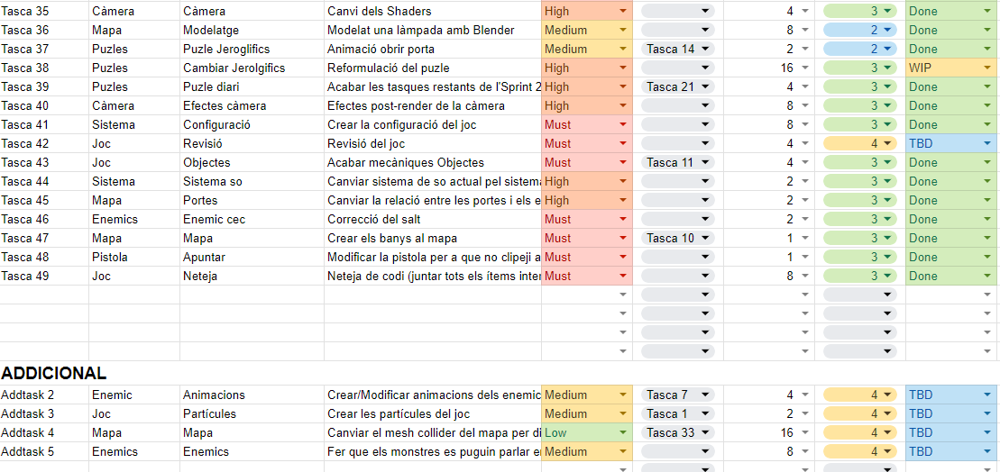 Tasca 35 Càmera Càmera Canvi dels Shaders High 4 3 Done
Tasca 36 Mapa Modelatge Modelat una làmpada amb Blender Medium 8 2 Done
Tasca 37 Puzles Puzle Jeroglifics Animació obrir porta Medium Tasca 14 2 2 Done
Tasca 38 Puzles Cambiar Jerolgifics Reformulació del puzle High 16 3 WIP
Tasca 39 Puzles Puzle diari Acabar les tasques restants de l'Sprint 2 High Tasca 21 4 3 Done
Tasca 40 Càmera Efectes càmera Efectes post-render de la càmera High 8 3 Done
Tasca 41 Sistema Configuració Crear la configuració del joc Must 8 3 Done
Tasca 42 Joc Revisió Revisió del joc Must 4 4 TBD
Tasca 43 Joc Objectes Acabar mecàniques Objectes Must Tasca 11 4 3 Done
Tasca 44 Sistema Sistema so Canviar sistema de so actual pel sistema High 2 3 Done
Tasca 45 Mapa Portes Canviar la relació entre les portes i els e High 2 3 Done
Tasca 46 Enemics Enemic cec Correcció del salt Must 2 3 Done
Tasca 47 Mapa Mapa Crear els banys al mapa Must Tasca 10 1 3 Done
Tasca 48 Pistola Apuntar Modificar la pistola per a que no clipeji a Must 1 3 Done
Tasca 49 Joc Neteja Neteja de codi (juntar tots els ítems inter Must 8 3 Done
ADDICIONAL
Addtask 2 Enemic Animacions Crear/Modificar animacions dels enemic Medium Tasca 7 4 4 TBD
Addtask 3 Joc Partícules Crear les partícules del joc Medium Tasca 1 2 4 TBD
Addtask 4 Mapa Mapa Canviar el mesh collider del mapa per di Low Tasca 33 16 4 TBD
Addtask 5 Enemics Enemics Fer que els monstres es puguin parlar en Medium 8 4 TBD